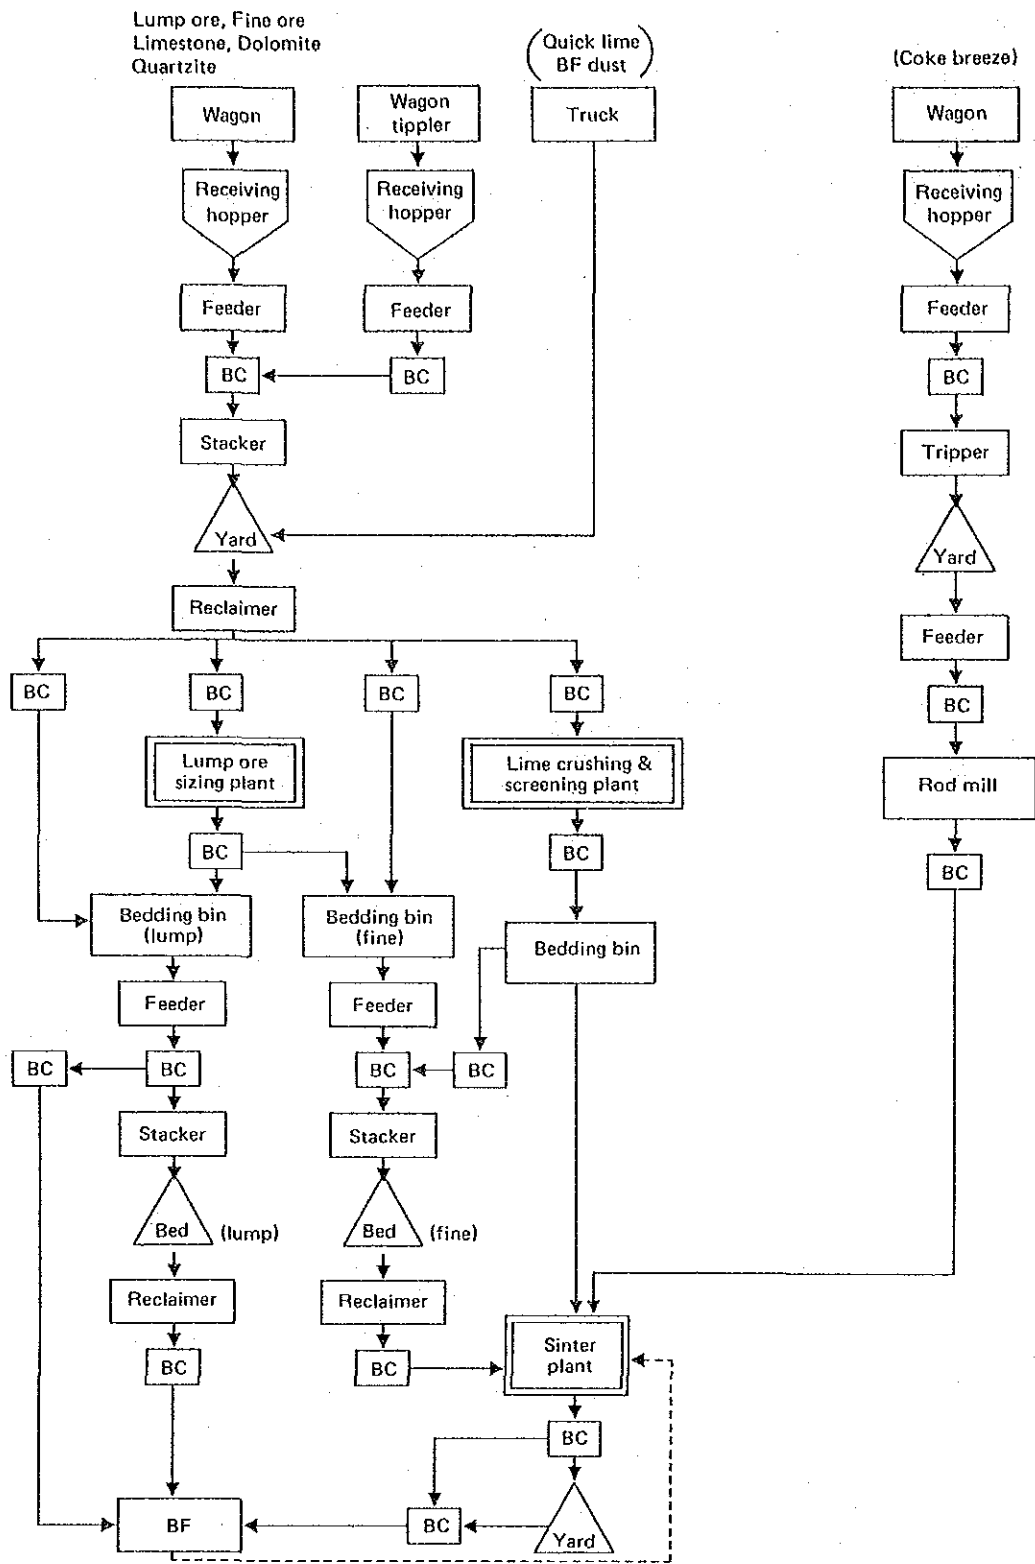 Lump ore, Fine ore
Limestone, Dolomite
Quartzite
(Quick lime
BF dust)
(Coke breeze)
Wagon
Wagon
tippler
Truck
Wagon
Receiving
hopper
Receiving
hopper
Receiving
hopper
Feeder
Feeder
Feeder
BC
BC
BC
Stacker
Tripper
Yard
Yard
Reclaimer
Feeder
BC
BC
BC
BC
BC
Lump ore
sizing plant
Lime crushing &
screening plant
Rod mill
BC
BC
BC
Bedding bin
(lump)
Bedding bin
(fine)
Bedding bin
Feeder
Feeder
BC
BC
BC
BC
Stacker
Stacker
Bed
(lump)
Bed
(fine)
Reclaimer
Reclaimer
Sinter
plant
BC
BC
BC
BF
BC
Yard